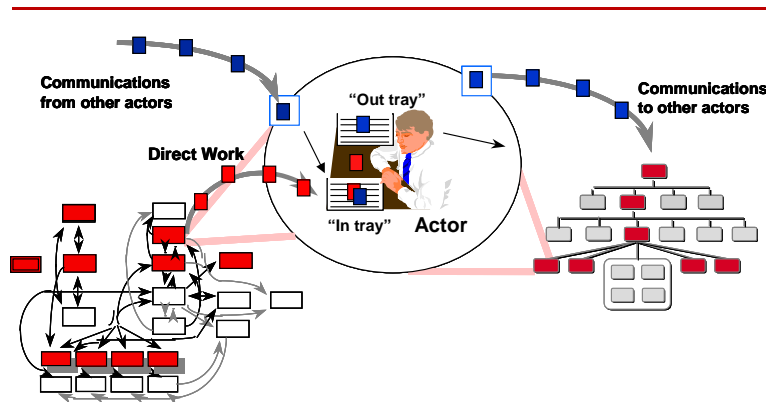 Communications
from other actors
“Out tray”
Communications
to other actors
Direct Work
“In tray”
Actor